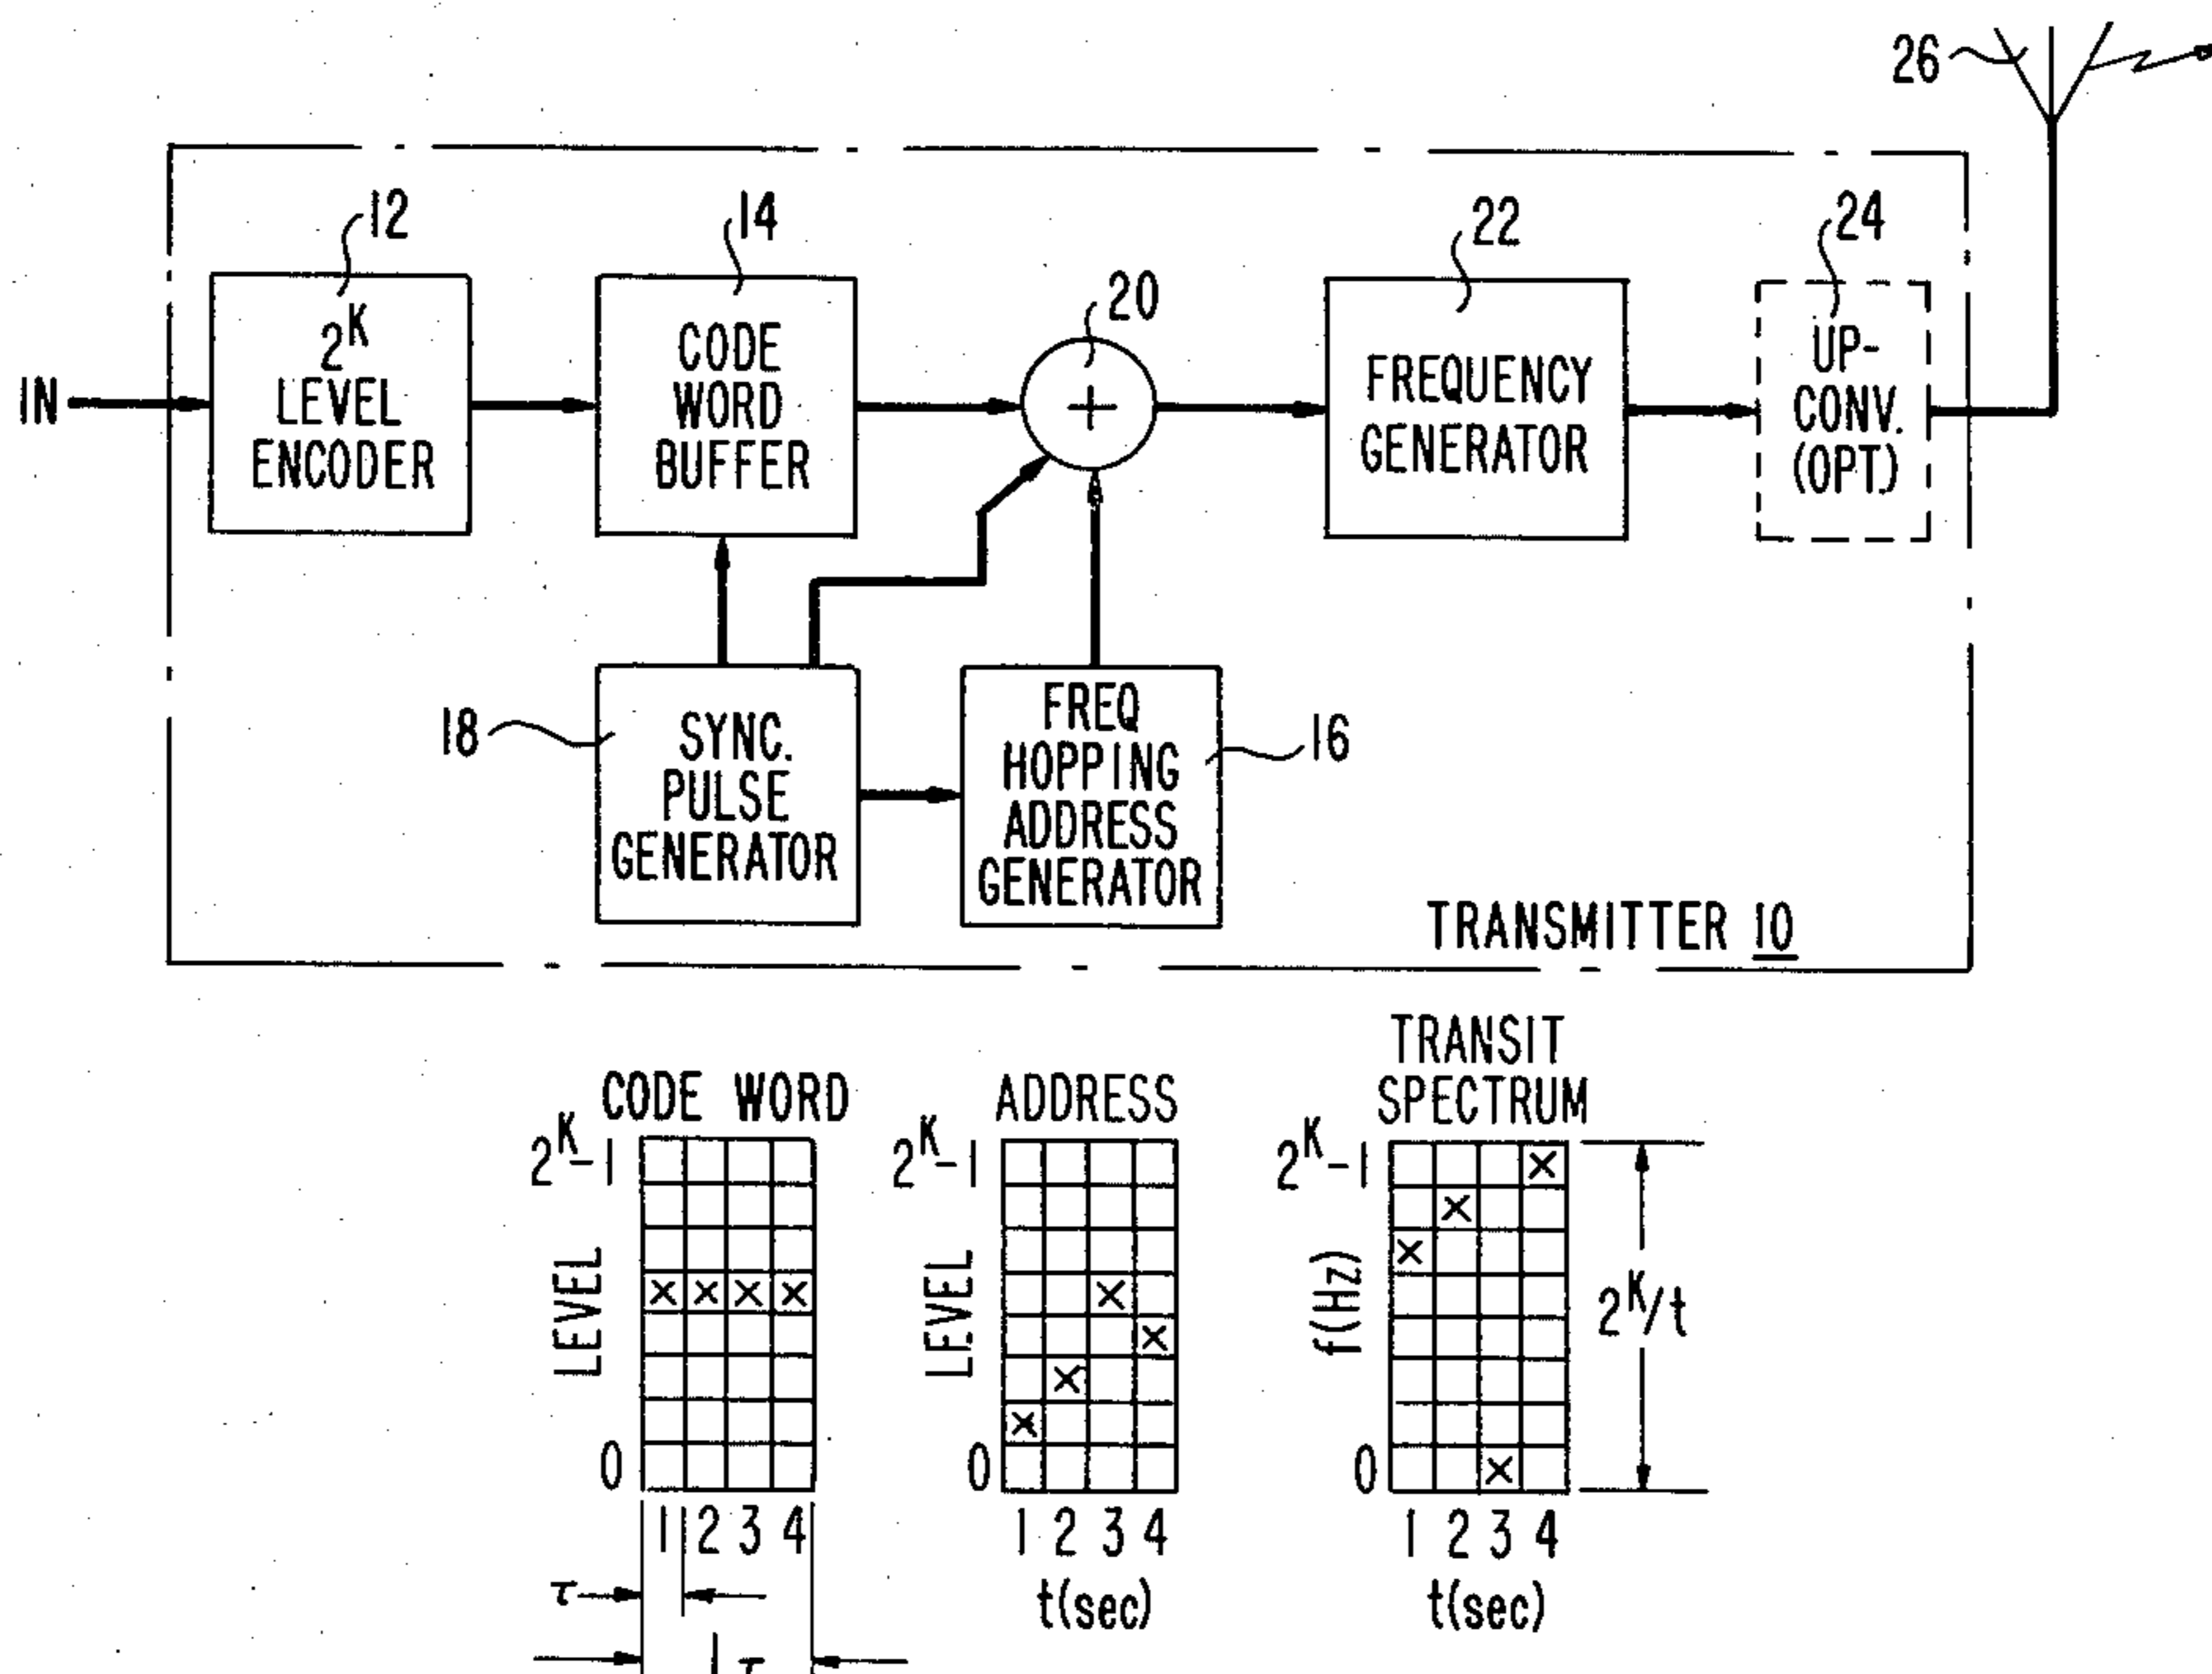 26
12
14
20
22
24
IN
2^K
LEVEL
ENCODER
CODE
WORD
BUFFER
+
FREQUENCY
GENERATOR
UP-
CONV.
(OPT.)
18
SYNC.
PULSE
GENERATOR
FREQ
HOPPING
ADDRESS
GENERATOR
16
TRANSMITTER 10
CODE WORD
2^K-1
LEVEL
× × × ×
0
1 2 3 4
τ
Lτ
ADDRESS
2^K-1
LEVEL
×
×
×
×
0
1 2 3 4
t(sec)
TRANSIT
SPECTRUM
2^K-1
f(Hz)
×
×
×
×
0
1 2 3 4
t(sec)
2^K/t